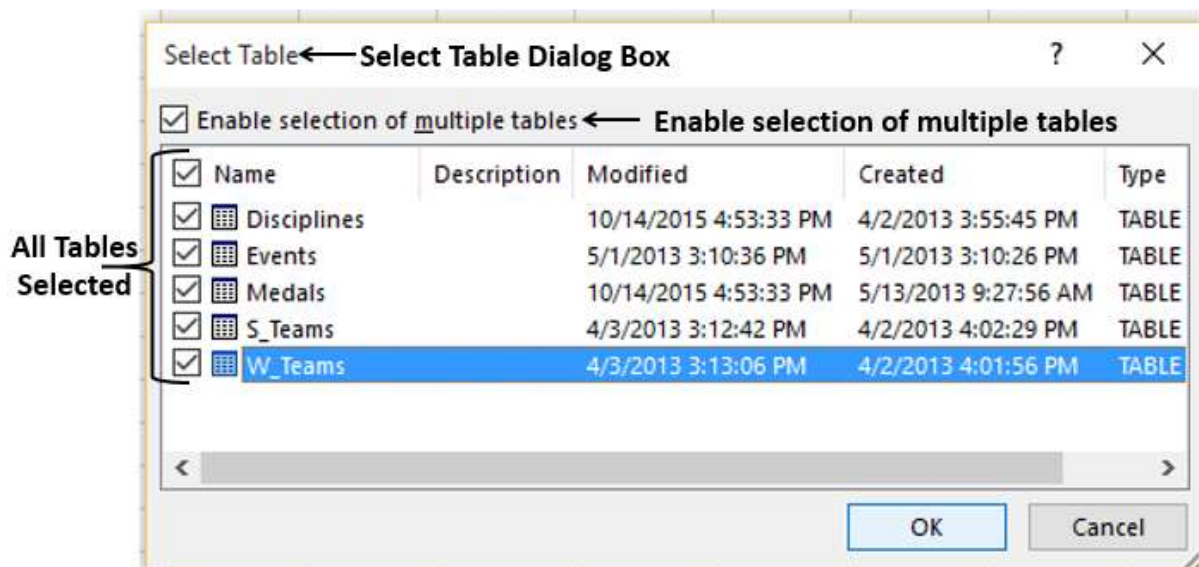 Select Table Select Table Dialog Box ?
Enable selection of multiple tables Enable selection of multiple tables
Name Description Modified Created Type
Disciplines 10/14/2015 4:53:33 PM 4/2/2013 3:55:45 PM TABLE
Events 5/1/2013 3:10:36 PM 5/1/2013 3:10:26 PM TABLE
All Tables
Selected
Medals 10/14/2015 4:53:33 PM 5/13/2013 9:27:56 AM TABLE
S_Teams 4/3/2013 3:12:42 PM 4/2/2013 4:02:29 PM TABLE
W_Teams 4/3/2013 3:13:06 PM 4/2/2013 4:01:56 PM TABLE
OK Cancel